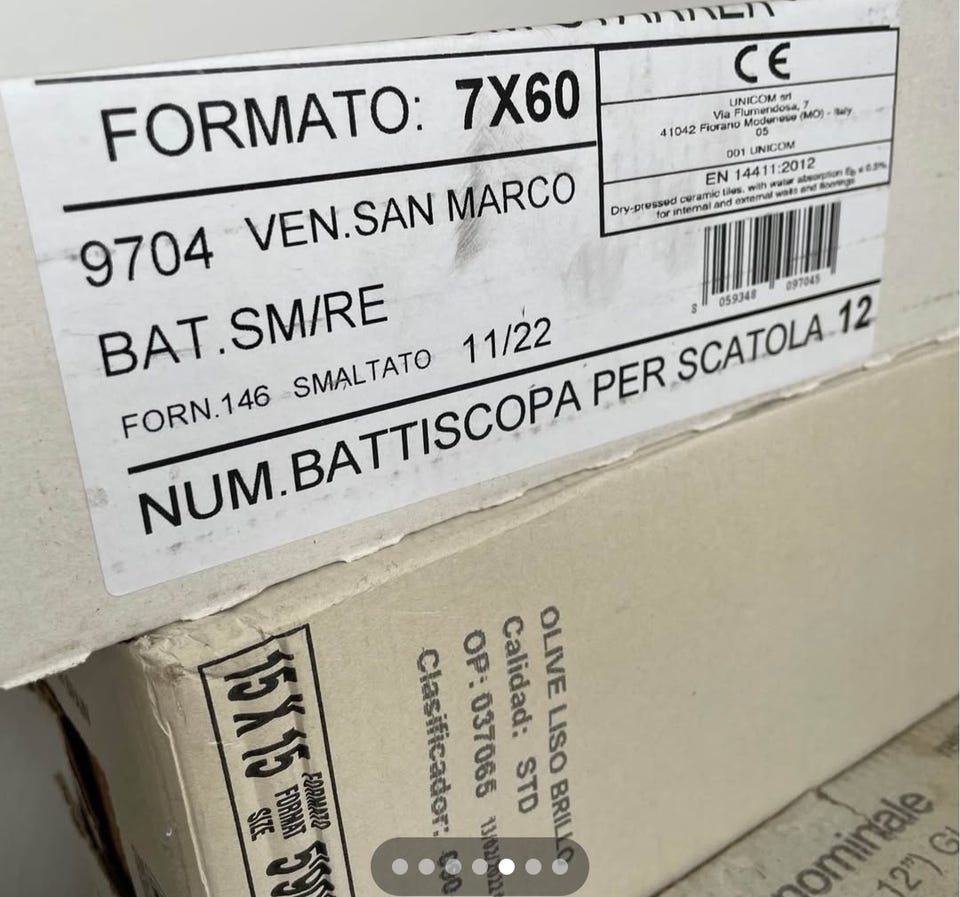 FORMATO: 7X60
CE
UNICOM srl
Via Flumendosa, 7
41042 Fiorano Modenese (MO) - Italy
05
001 UNICOM
EN 14411:2012
Dry-pressed ceramic tiles, with water absorption
for internal and external walls and floorings
9704 VEN.SAN MARCO
BAT.SM/RE
FORN.146 SMALTATO 11/22
8 059348 097045
NUM.BATTISCOPA PER SCATOLA 12
OLIVE LISO BRILLO
Calidad: STD
OP: 037065
Clasificador:
15 X 15
FORMATO
FORMAT
SIZE
nominale
12")